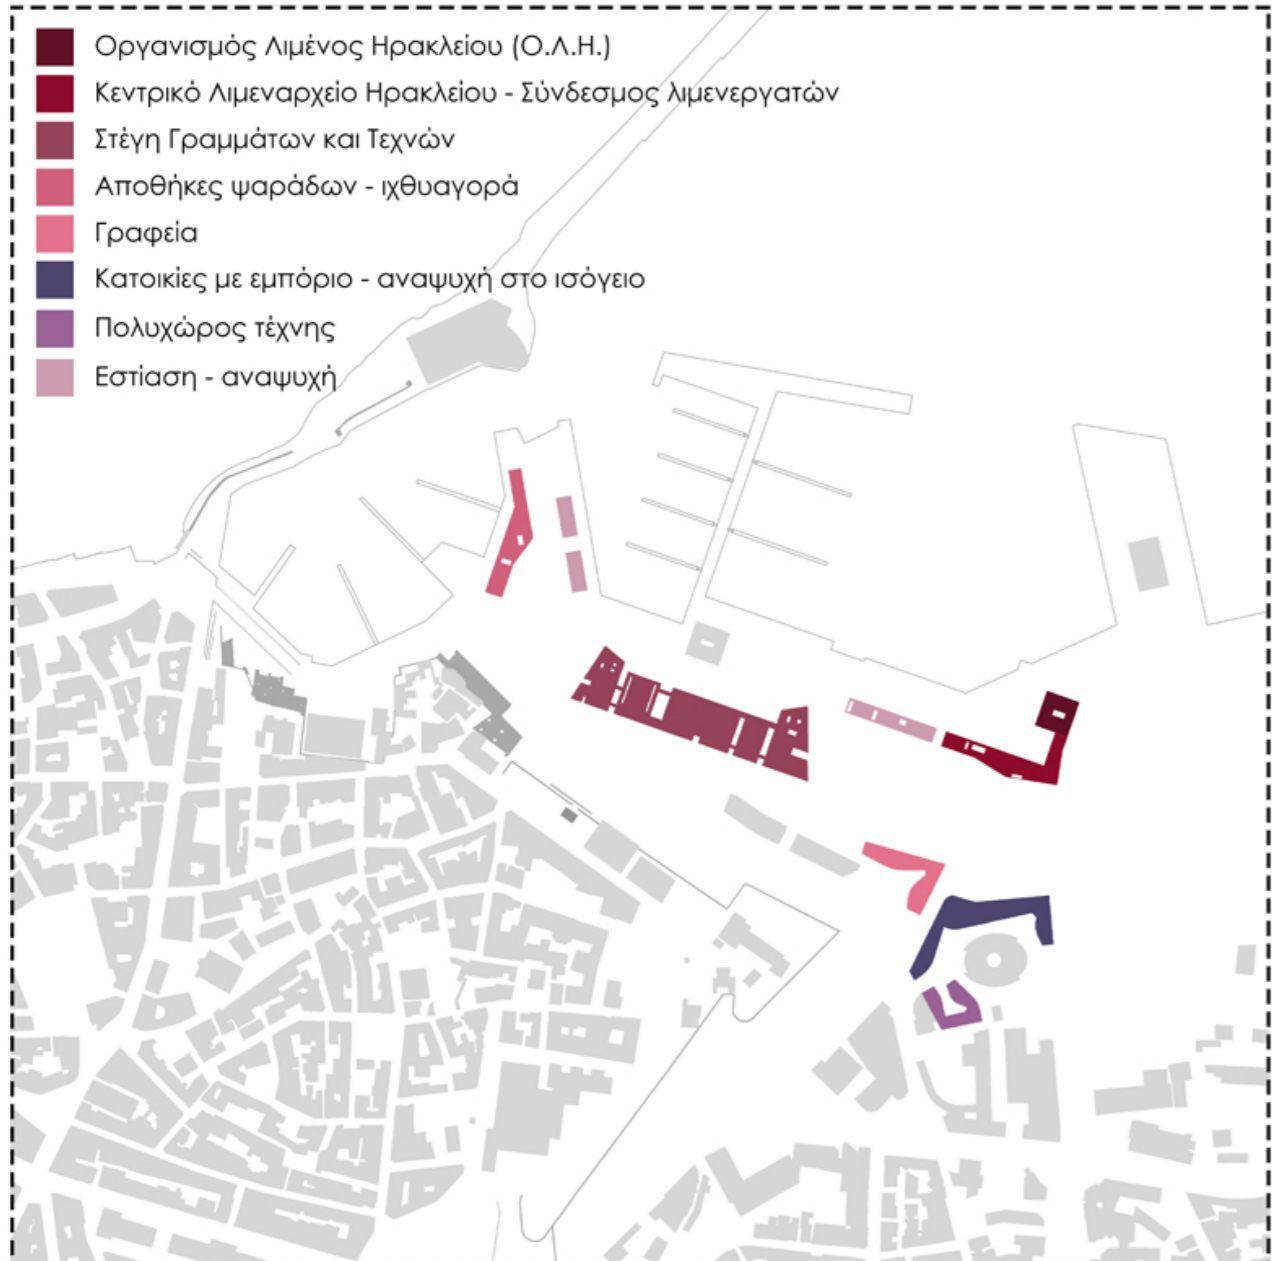 Οργανισμός Λιμένος Ηρακλείου (Ο.Λ.Η.)
Κεντρικό Λιμεναρχείο Ηρακλείου - Σύνδεσμος λιμενεργατών
Στέγη Γραμμάτων και Τεχνών
Αποθήκες ψαράδων - ιχθυαγορά
Γραφεία
Κατοικίες με εμπόριο - αναψυχή στο ισόγειο
Πολυχώρος τέχνης
Εστίαση - αναψυχή